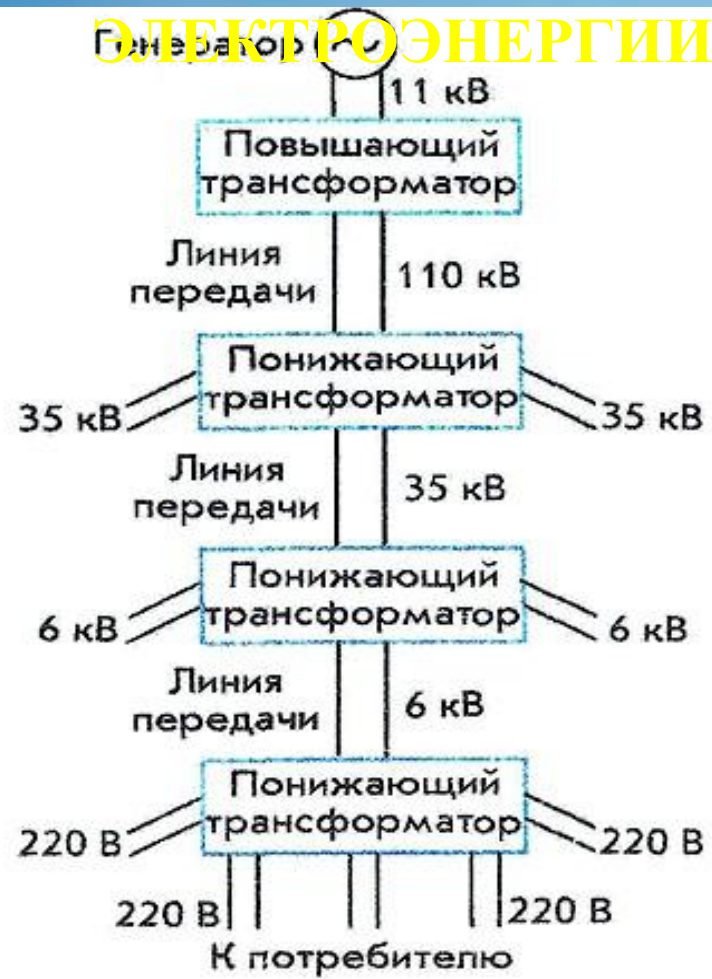 ЭЛЕКТРОЭНЕРГИИ
Генератор
11 кВ
Повышающий
трансформатор
Линия
передачи
110 кВ
Понижающий
трансформатор
35 кВ
35 кВ
Линия
передачи
35 кВ
Понижающий
трансформатор
6 кВ
6 кВ
Линия
передачи
6 кВ
Понижающий
трансформатор
220 В
220 В
220 В
220 В
К потребителю